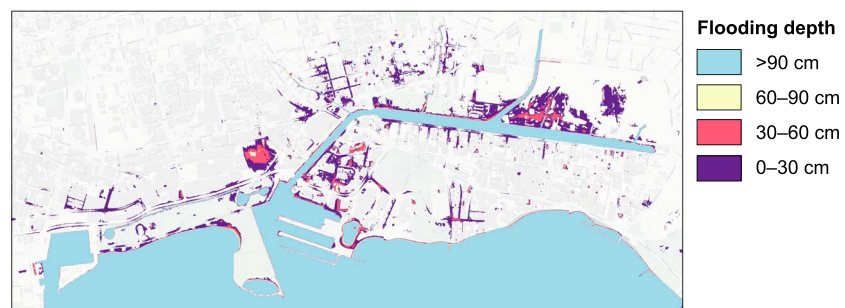 Flooding depth
>90 cm
60–90 cm
30–60 cm
0–30 cm